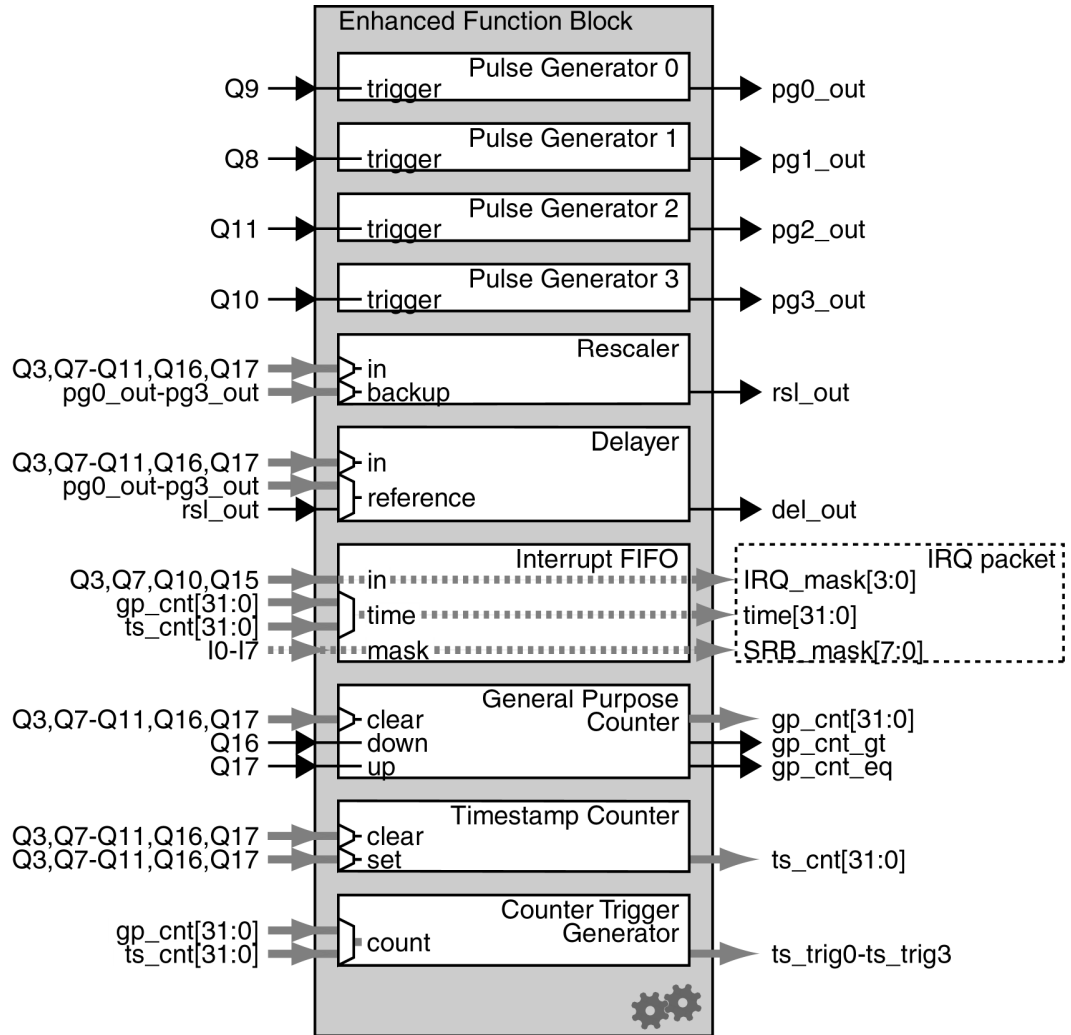 Enhanced Function Block
Pulse Generator 0
Q9 trigger pg0_out
Pulse Generator 1
Q8 trigger pg1_out
Pulse Generator 2
Q11 trigger pg2_out
Pulse Generator 3
Q10 trigger pg3_out
Rescaler
Q3,Q7-Q11,Q16,Q17 in
pg0_out-pg3_out backup rsl_out
Delayer
Q3,Q7-Q11,Q16,Q17 in
pg0_out-pg3_out
reference
rsl_out del_out
Interrupt FIFO IRQ packet
Q3,Q7,Q10,Q15 in IRQ_mask[3:0]
gp_cnt[31:0]
time time[31:0]
ts_cnt[31:0]
I0-I7 mask SRB_mask[7:0]
General Purpose
Counter
Q3,Q7-Q11,Q16,Q17 clear gp_cnt[31:0]
Q16 down gp_cnt_gt
Q17 up gp_cnt_eq
Timestamp Counter
Q3,Q7-Q11,Q16,Q17 clear
Q3,Q7-Q11,Q16,Q17 set ts_cnt[31:0]
Counter Trigger
Generator
gp_cnt[31:0]
count
ts_cnt[31:0] ts_trig0-ts_trig3